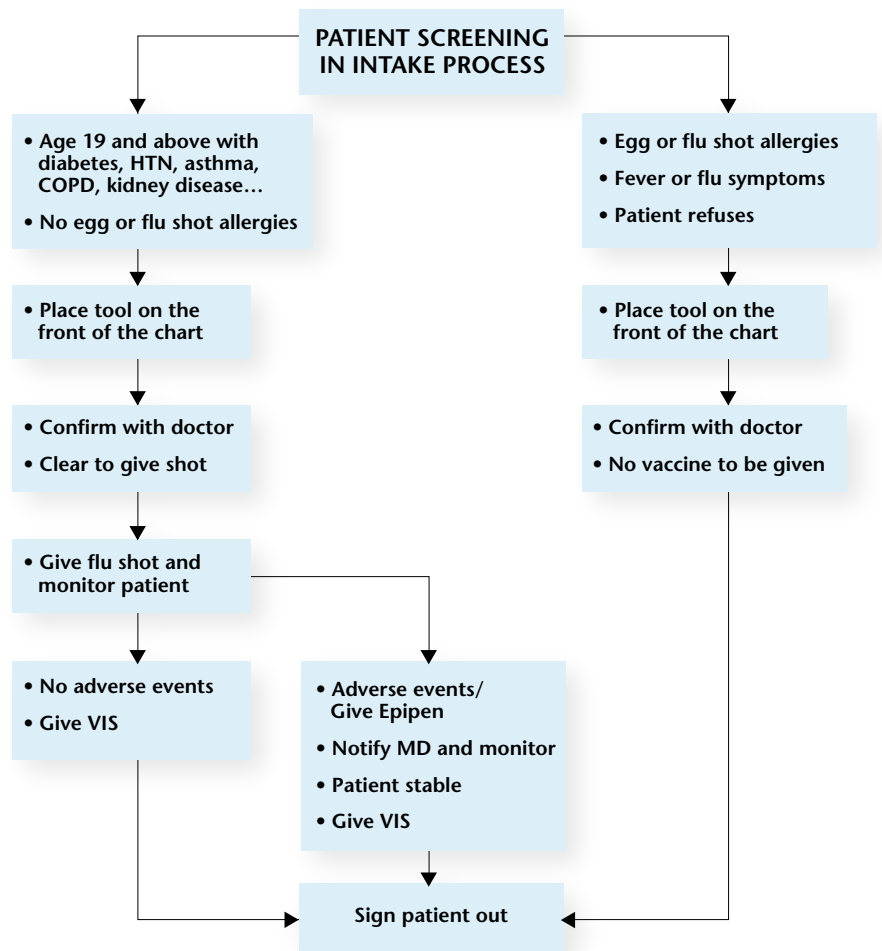 PATIENT SCREENING
IN INTAKE PROCESS
• Age 19 and above with
diabetes, HTN, asthma,
COPD, kidney disease…
• No egg or flu shot allergies
• Egg or flu shot allergies
• Fever or flu symptoms
• Patient refuses
• Place tool on the
front of the chart
• Place tool on the
front of the chart
• Confirm with doctor
• Clear to give shot
• Confirm with doctor
• No vaccine to be given
• Give flu shot and
monitor patient
• No adverse events
• Give VIS
• Adverse events/
Give Epipen
• Notify MD and monitor
• Patient stable
• Give VIS
Sign patient out